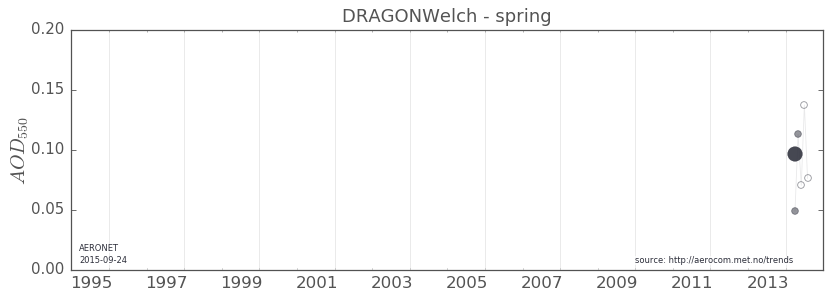 DRAGONWelch - spring
0.20
0.15
0.10
0.05
0.00
AOD550
AERONET
2015-09-24
source: http://aerocom.met.no/trends
1995 1997 1999 2001 2003 2005 2007 2009 2011 2013